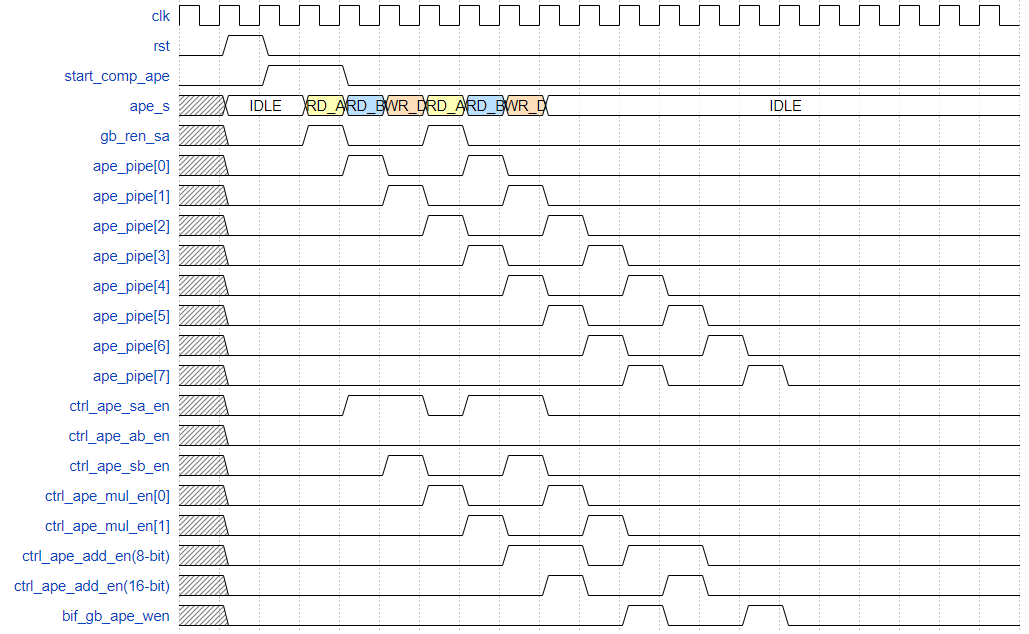 clk
rst
start_comp_ape
ape_s IDLE RD_A RD_B WR_D RD_A RD_B WR_D IDLE
gb_ren_sa
ape_pipe[0]
ape_pipe[1]
ape_pipe[2]
ape_pipe[3]
ape_pipe[4]
ape_pipe[5]
ape_pipe[6]
ape_pipe[7]
ctrl_ape_sa_en
ctrl_ape_ab_en
ctrl_ape_sb_en
ctrl_ape_mul_en[0]
ctrl_ape_mul_en[1]
ctrl_ape_add_en(8-bit)
ctrl_ape_add_en(16-bit)
bif_gb_ape_wen